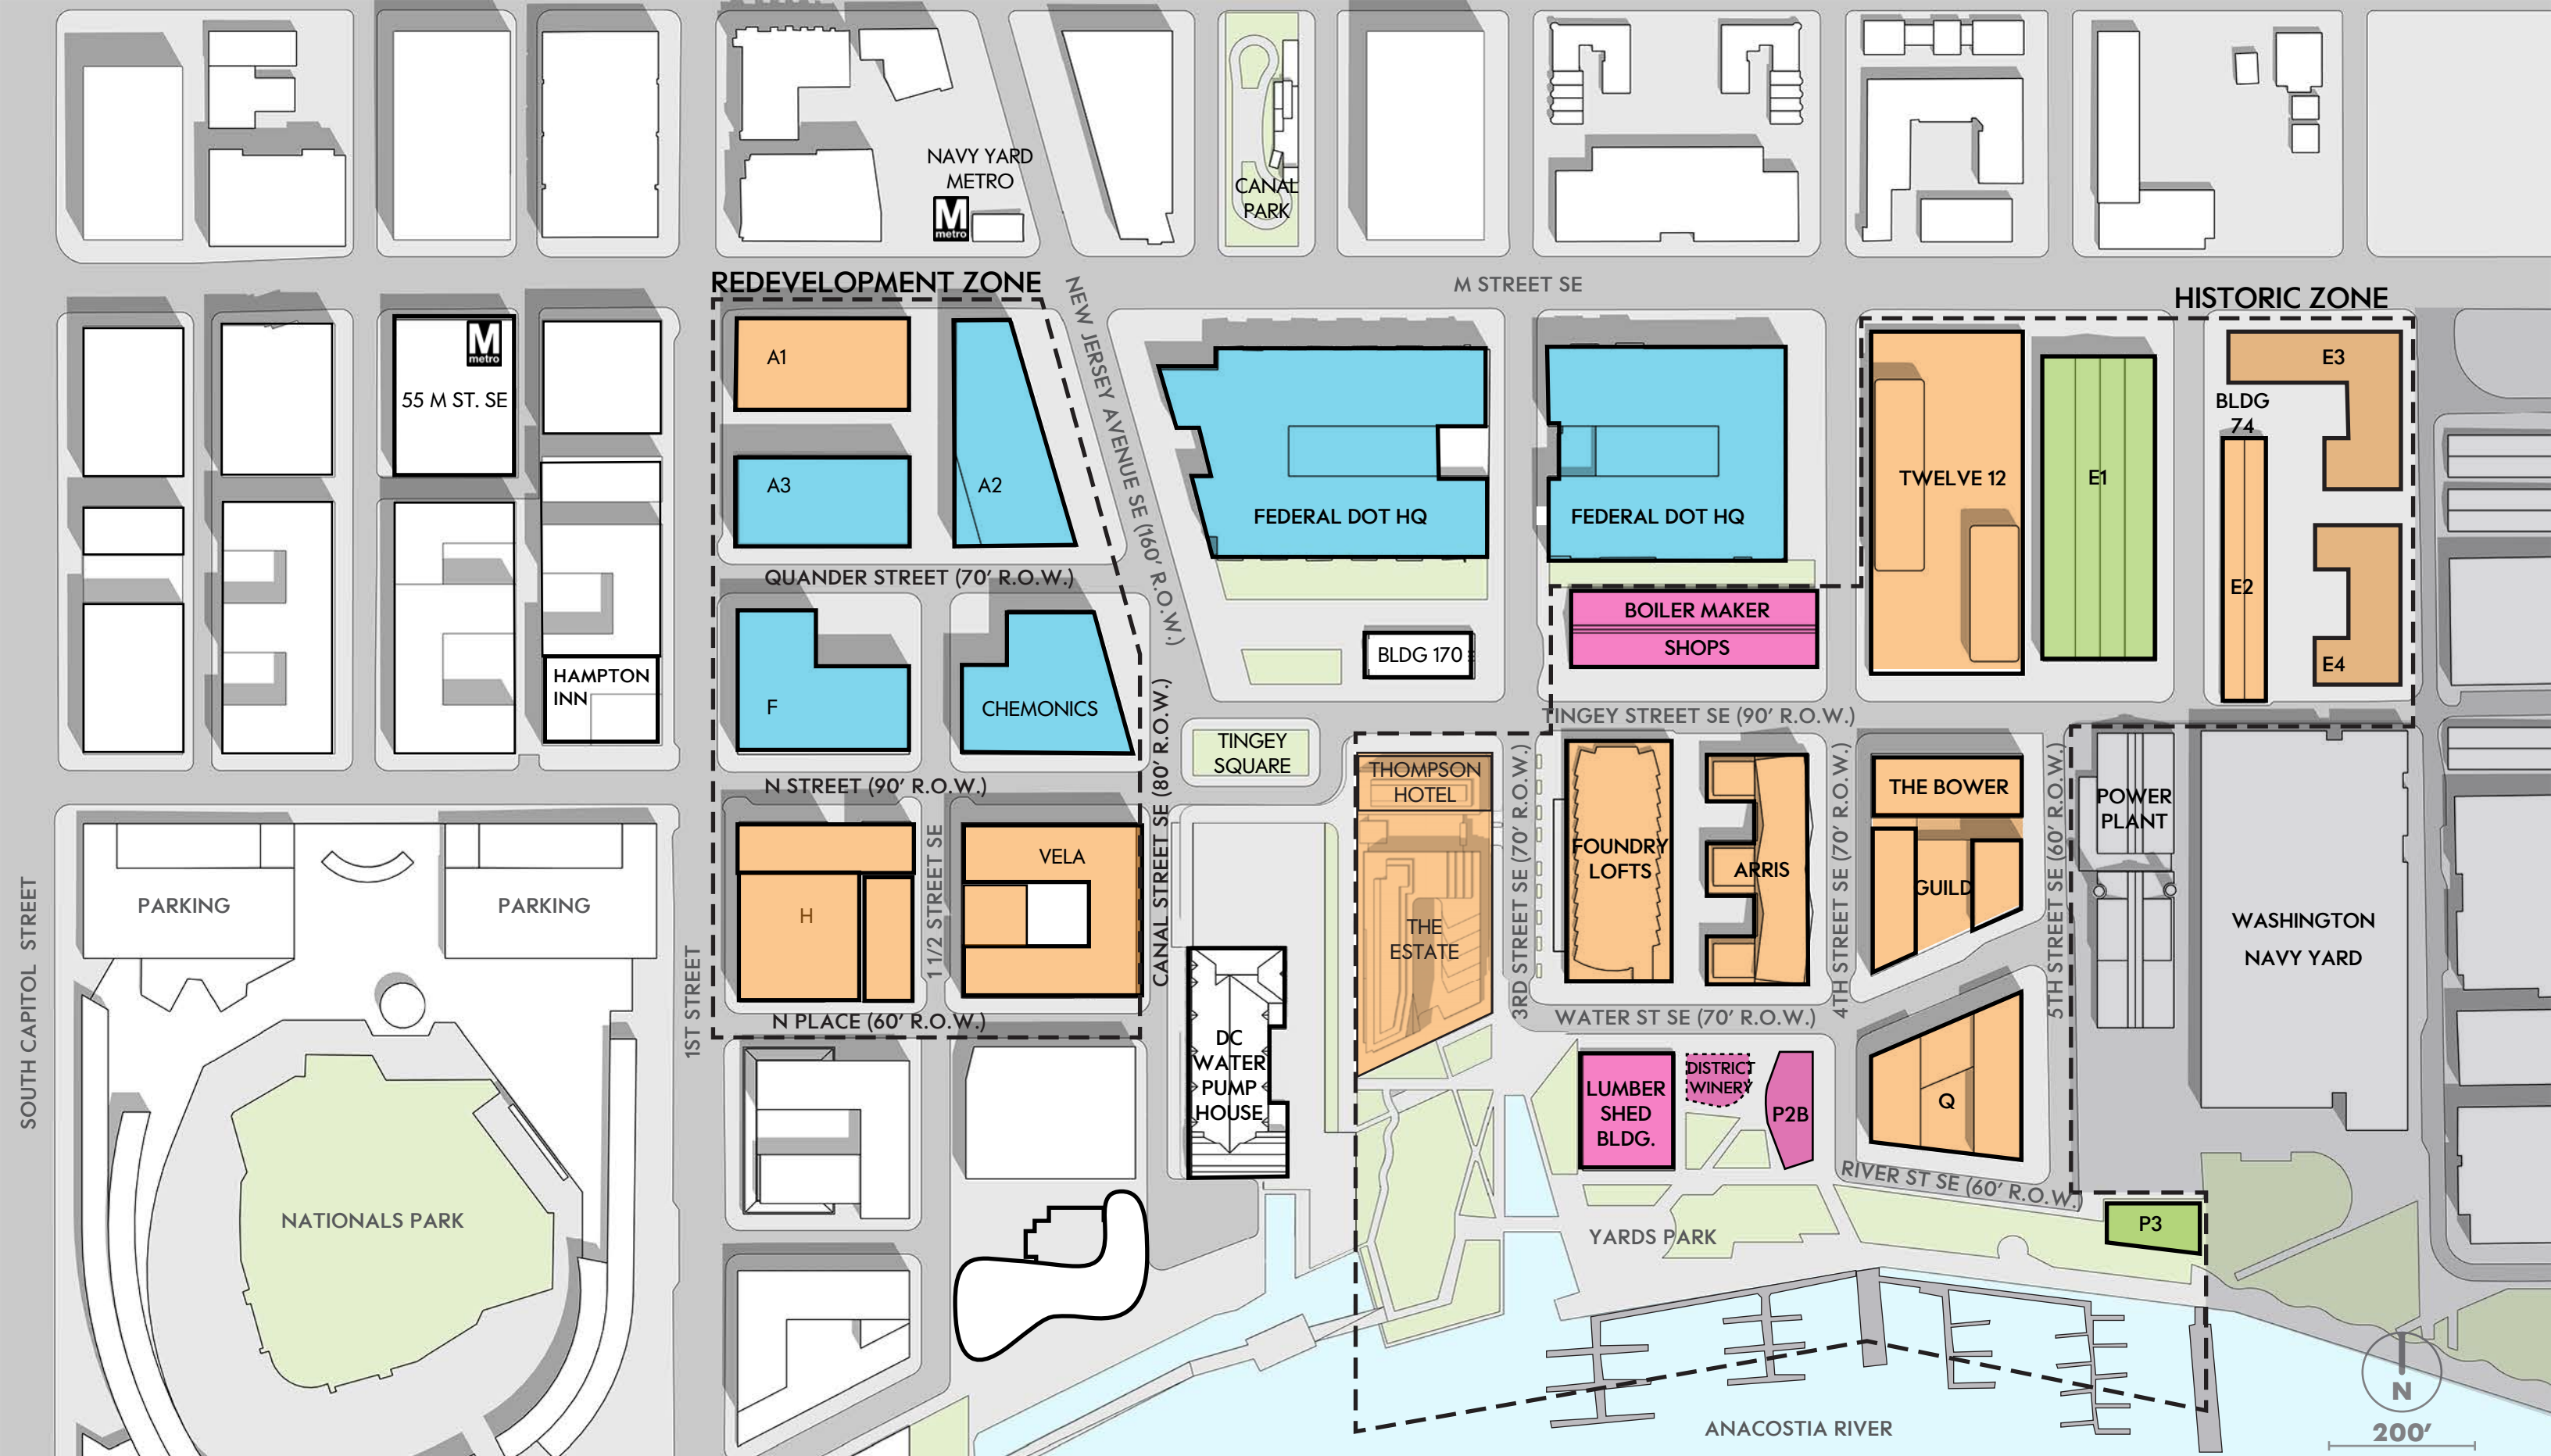 NAVY YARD
METRO
M
metro
CANAL
PARK
REDEVELOPMENT ZONE
M STREET SE
HISTORIC ZONE
NEW JERSEY AVENUE SE (160' R.O.W.)
M
metro
55 M ST. SE
A1
A3
A2
FEDERAL DOT HQ
FEDERAL DOT HQ
TWELVE 12
E1
BLDG
74
E3
E2
E4
QUANDER STREET (70' R.O.W.)
BOILER MAKER
SHOPS
BLDG 170
HAMPTON
INN
F
CHEMONICS
CANAL STREET SE (80' R.O.W.)
TINGEY STREET SE (90' R.O.W.)
TINGEY
SQUARE
N STREET (90' R.O.W.)
THOMPSON
HOTEL
3RD STREET SE (70' R.O.W.)
FOUNDRY
LOFTS
ARRIS
4TH STREET SE (70' R.O.W.)
THE BOWER
GUILD
5TH STREET SE (60' R.O.W.)
POWER
PLANT
WASHINGTON
NAVY YARD
SOUTH CAPITOL STREET
PARKING
PARKING
1ST STREET
H
1 1/2 STREET SE
VELA
THE
ESTATE
N PLACE (60' R.O.W.)
WATER ST SE (70' R.O.W.)
DC
WATER
PUMP
HOUSE
LUMBER
SHED
BLDG.
DISTRICT
WINERY
P2B
Q
RIVER ST SE (60' R.O.W.)
NATIONALS PARK
YARDS PARK
P3
ANACOSTIA RIVER
N
200'